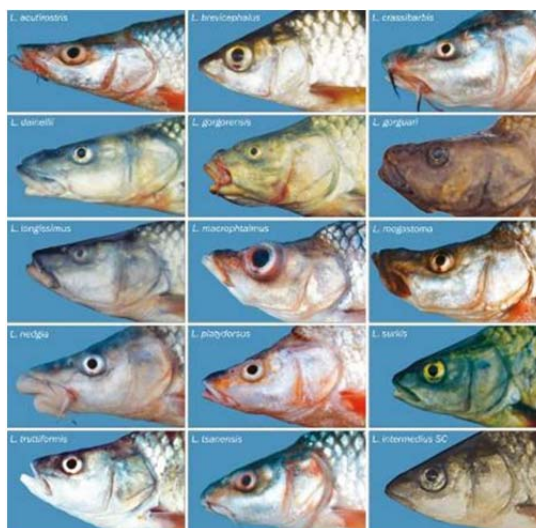 L. acutirostris
L. brevicephalus
L. crassibarbis
L. dainellii
L. gorgorensis
L. gorguari
L. longissimus
L. macrophtalmus
L. megastoma
L. nedgia
L. platydorsus
L. surkis
L. truttiformis
L. tsanensis
L. intermedius SC